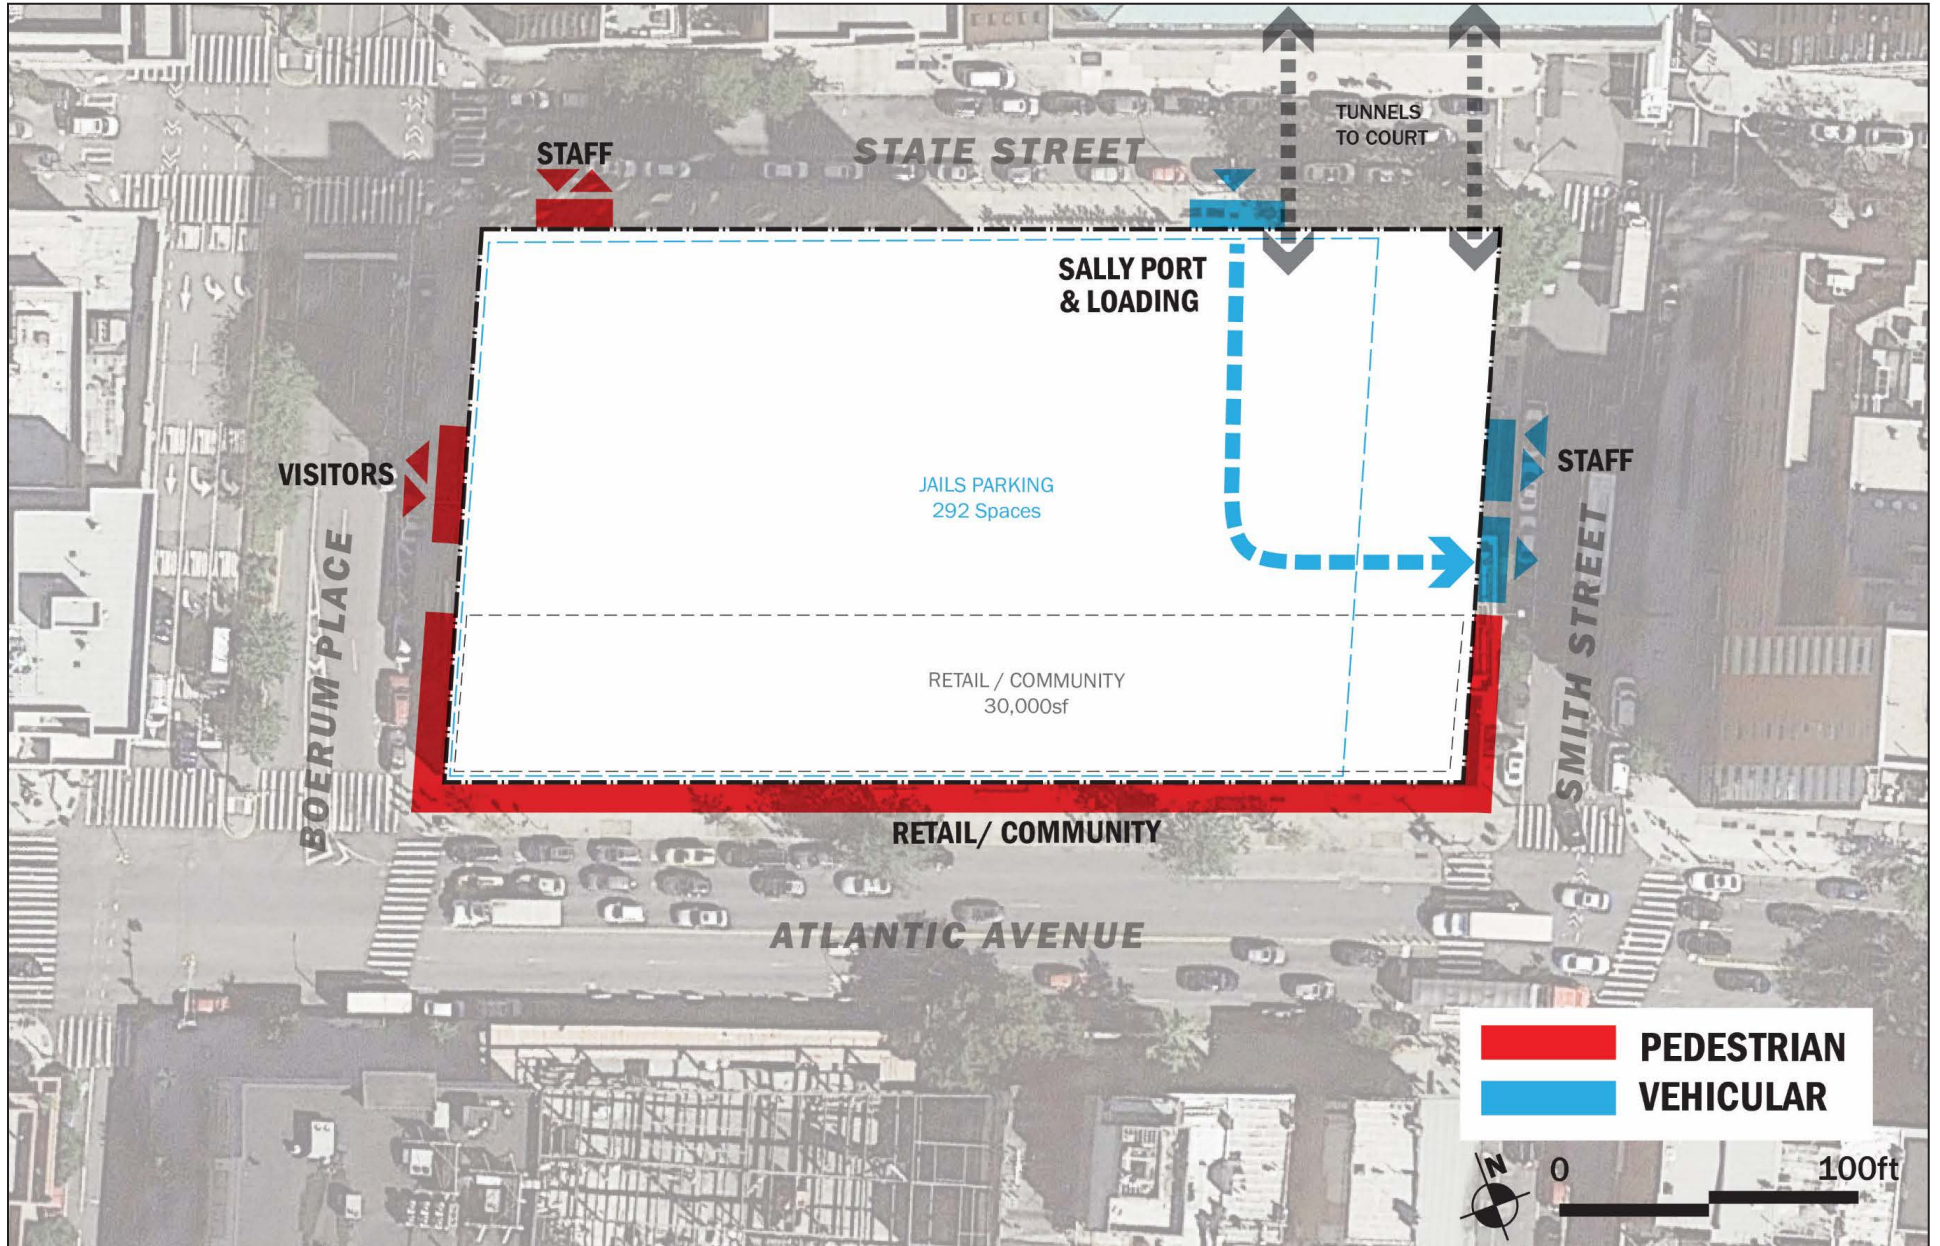 TUNNELS
TO COURT
STAFF
STATE STREET
SALLY PORT
& LOADING
VISITORS
JAILS PARKING
292 Spaces
STAFF
BOERUM PLACE
SMITH STREET
RETAIL / COMMUNITY
30,000sf
RETAIL/ COMMUNITY
ATLANTIC AVENUE
PEDESTRIAN
VEHICULAR
N
0 100ft